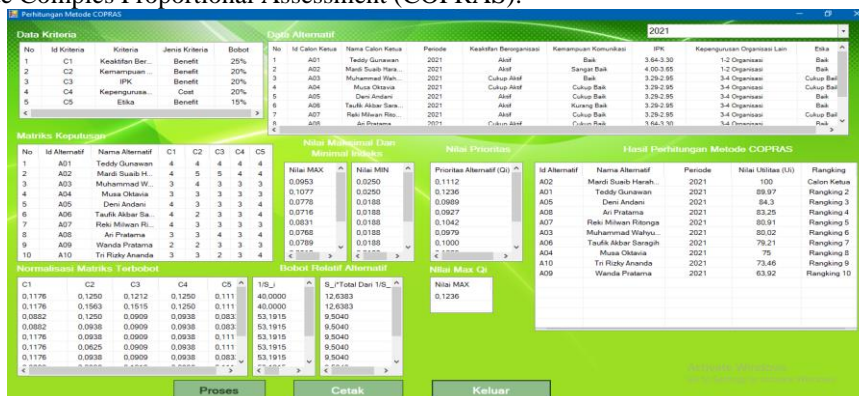 de Complex Proportional Assessment (COPRAS).
Perhitungan Metode COPRAS
Data Kriteria
No Id Kriteria Kriteria Jenis Kriteria Bobot
1 C1 Keaktifan Ber... Benefit 25%
2 C2 Kemampuan ... Benefit 20%
3 C3 IPK Benefit 20%
4 C4 Kepengurusa... Cost 20%
5 C5 Etika Benefit 15%
Data Alternatif
2021
No Id Calon Ketua Nama Calon Ketua Periode Keaktifan Berorganisasi Kemampuan Komunikasi IPK Kepengurusan Organisasi Lain Etika
1 A01 Teddy Gunawan 2021 Aktif Baik 3.64-3.30 1-2 Organisasi Baik
2 A02 Mardi Suaib Hara... 2021 Aktif Sangat Baik 4.00-3.65 1-2 Organisasi Baik
3 A03 Muhammad Wah... 2021 Cukup Aktif Baik 3.29-2.95 3-4 Organisasi Cukup Bail
4 A04 Musa Oktavia 2021 Cukup Aktif Cukup Baik 3.29-2.95 3-4 Organisasi Cukup Bail
5 A05 Deni Andani 2021 Aktif Cukup Baik 3.29-2.95 3-4 Organisasi Baik
6 A06 Taufik Akbar Sara... 2021 Aktif Kurang Baik 3.29-2.95 3-4 Organisasi Baik
7 A07 Reki Milwan Rito... 2021 Aktif Cukup Baik 3.29-2.95 3-4 Organisasi Cukup Bail
8 A08 Ari Pratama 2021 Cukup Aktif Cukup Baik 3.64-3.30 3-4 Organisasi Baik
Matriks Keputusan
No Id Alternatif Nama Alternatif C1 C2 C3 C4 C5
1 A01 Teddy Gunawan 4 4 4 4 4
2 A02 Mardi Suaib H... 4 5 5 4 4
3 A03 Muhammad W... 3 4 3 3 3
4 A04 Musa Oktavia 3 3 3 3 3
5 A05 Deni Andani 4 3 3 3 4
6 A06 Taufik Akbar Sa... 4 2 3 3 4
7 A07 Reki Milwan Ri... 4 3 3 3 3
8 A08 Ari Pratama 3 3 4 3 4
9 A09 Wanda Pratama 2 2 3 3 3
10 A10 Tri Rizky Ananda 3 3 2 3 4
Nilai Maksimal Dan
Minimal Indeks
Nilai MAX
0.0953
0.1077
0.0778
0.0716
0.0831
0.0768
0.0789
Nilai MIN
0.0250
0.0250
0.0188
0.0188
0.0188
0.0188
0.0188
Nilai Prioritas
Prioritas Alternatif (Qi)
0.1112
0.1236
0.0989
0.0927
0.1042
0.0979
0.1000
Hasil Perhitungan Metode COPRAS
Id Alternatif Nama Alternatif Periode Nilai Utilitas (Ui) Rangking
A02 Mardi Suaib Harah... 2021 100 Calon Ketua
A01 Teddy Gunawan 2021 89,97 Rangking 2
A05 Deni Andani 2021 84,3 Rangking 3
A08 Ari Pratama 2021 83,25 Rangking 4
A07 Reki Milwan Ritonga 2021 80,91 Rangking 5
A03 Muhammad Wahyu... 2021 80,02 Rangking 6
A06 Taufik Akbar Saragih 2021 79,21 Rangking 7
A04 Musa Oktavia 2021 75 Rangking 8
A10 Tri Rizky Ananda 2021 73,46 Rangking 9
A09 Wanda Pratama 2021 63,92 Rangking 10
Normalisasi Matriks Terbobot
C1 C2 C3 C4 C5
0,1176 0,1250 0,1212 0,1250 0,111
0,1176 0,1563 0,1515 0,1250 0,111
0,0882 0,1250 0,0909 0,0938 0,083
0,0882 0,0938 0,0909 0,0938 0,083
0,1176 0,0938 0,0909 0,0938 0,111
0,1176 0,0625 0,0909 0,0938 0,111
0,1176 0,0938 0,0909 0,0938 0,083
Bobot Relatif Alternatif
1/S_i
40,0000
40,0000
53,1915
53,1915
53,1915
53,1915
53,1915
S_i*Total Dari 1/S_
12,6383
12,6383
9,5040
9,5040
9,5040
9,5040
9,5040
Nilai Max Qi
Nilai MAX
0,1236
Activate Windows
Proses Cetak Keluar